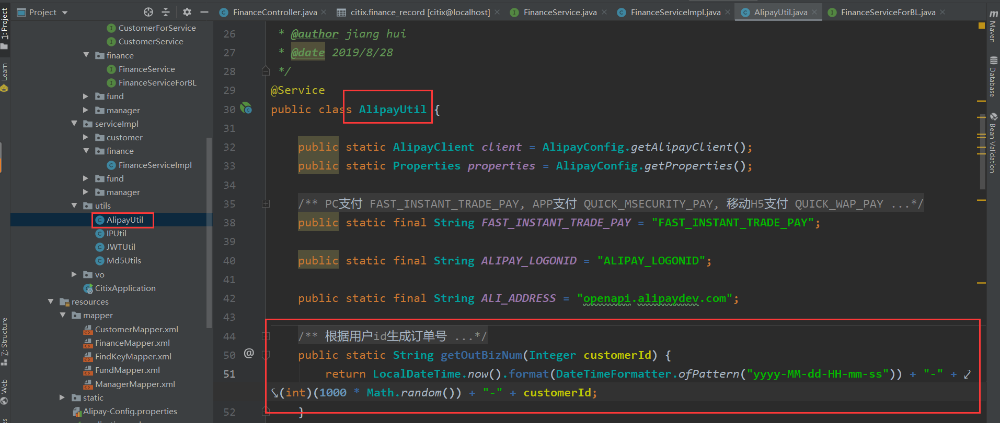 Project
FinanceController.java
citix.finance_record [citix@localhost]
FinanceService.java
FinanceServiceImpl.java
AlipayUtil.java
FinanceServiceForBL.java
1: Project
Learn
Z: Structure
Web
CustomerForService
CustomerService
finance
FinanceService
FinanceServiceForBL
fund
manager
serviceImpl
customer
finance
FinanceServiceImpl
fund
manager
utils
AlipayUtil
IPUtil
JWTUtil
Md5Utils
vo
CitixApplication
resources
mapper
CustomerMapper.xml
FinanceMapper.xml
FindKeyMapper.xml
FundMapper.xml
ManagerMapper.xml
static
Alipay-Config.properties
26 * @author jiang hui
27 * @date 2019/8/28
28 */
29 @Service
30 public class AlipayUtil {
31
32 public static AlipayClient client = AlipayConfig.getAlipayClient();
33 public static Properties properties = AlipayConfig.getProperties();
34
35 /** PC支付 FAST_INSTANT_TRADE_PAY, APP支付 QUICK_MSECURITY_PAY, 移动H5支付 QUICK_WAP_PAY ...*/
38 public static final String FAST_INSTANT_TRADE_PAY = "FAST_INSTANT_TRADE_PAY";
39
40 public static final String ALIPAY_LOGONID = "ALIPAY_LOGONID";
41
42 public static final String ALI_ADDRESS = "openapi.alipaydev.com";
43
44 /** 根据用户id生成订单号 ...*/
50 @ public static String getOutBizNum(Integer customerId) {
51 return LocalDateTime.now().format(DateTimeFormatter.ofPattern("yyyy-MM-dd-HH-mm-ss")) + "-" +
(int)(1000 * Math.random()) + "-" + customerId;
52 }
Maven
Database
Bean Validation